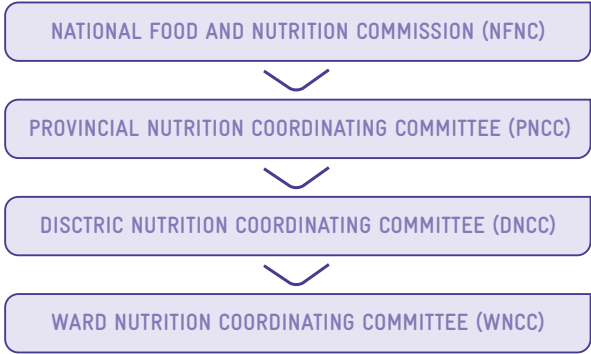 NATIONAL FOOD AND NUTRITION COMMISSION (NFNC)
PROVINCIAL NUTRITION COORDINATING COMMITTEE (PNCC)
DISCTRIC NUTRITION COORDINATING COMMITTEE (DNCC)
WARD NUTRITION COORDINATING COMMITTEE (WNCC)